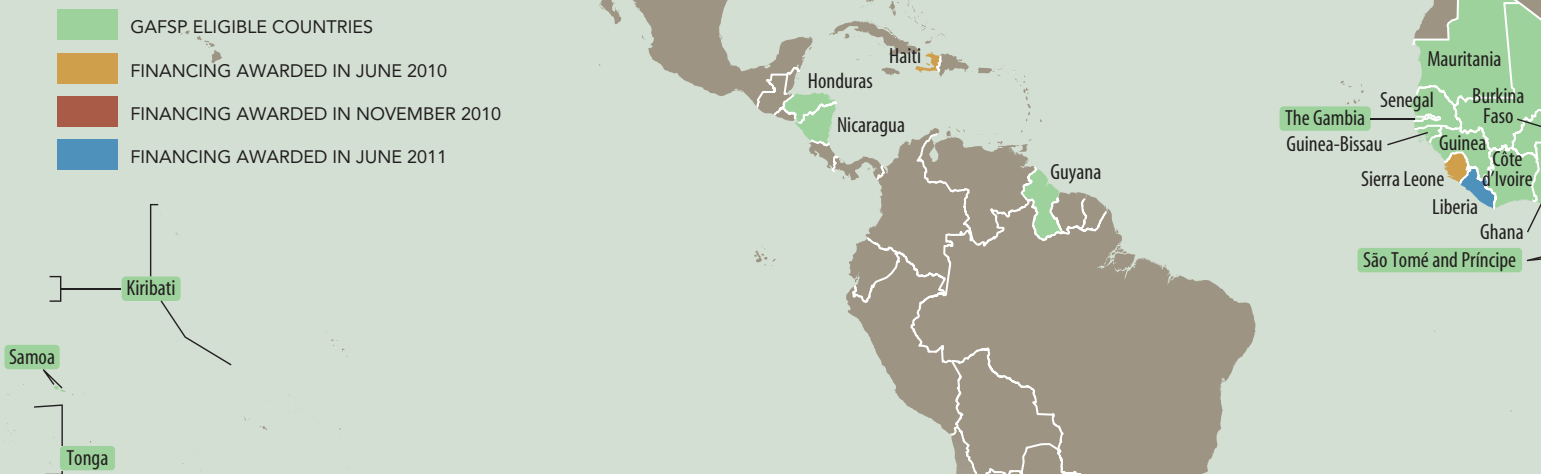 GAFSP ELIGIBLE COUNTRIES
FINANCING AWARDED IN JUNE 2010
FINANCING AWARDED IN NOVEMBER 2010
FINANCING AWARDED IN JUNE 2011
Haiti
Honduras
Nicaragua
Guyana
Mauritania
Senegal
Burkina
Faso
The Gambia
Guinea-Bissau
Guinea
Côte
d'Ivoire
Sierra Leone
Liberia
Ghana
São Tomé and Príncipe
Kiribati
Samoa
Tonga